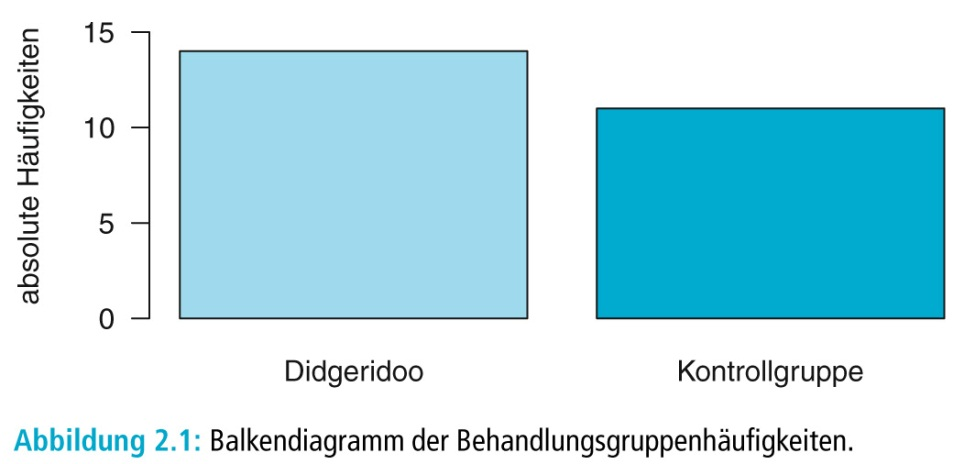 absolute Häufigkeiten
15
10
5
0
Didgeridoo
Kontrollgruppe
Abbildung 2.1: Balkendiagramm der Behandlungsgruppenhäufigkeiten.